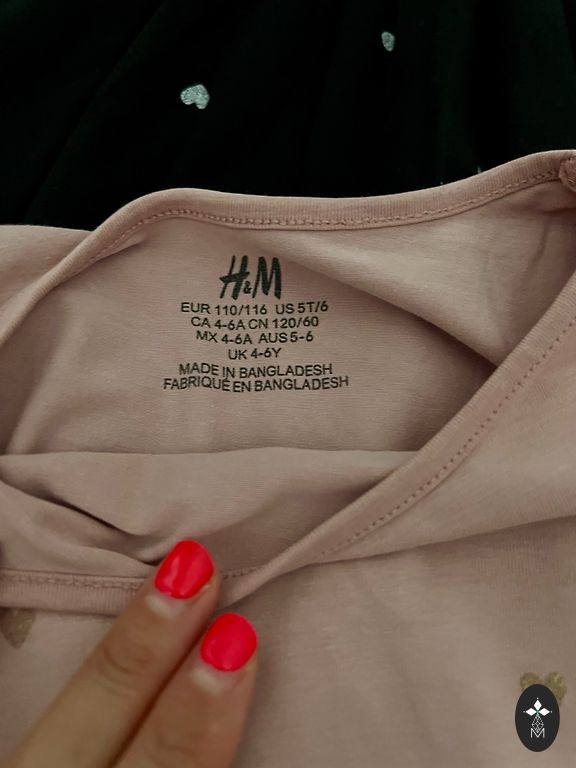 H&M
EUR 110/116 US 5T/6
CA 4-6A CN 120/60
MX 4-6A AUS 5-6
UK 4-6Y
MADE IN BANGLADESH
FABRIQUÉ EN BANGLADESH
M